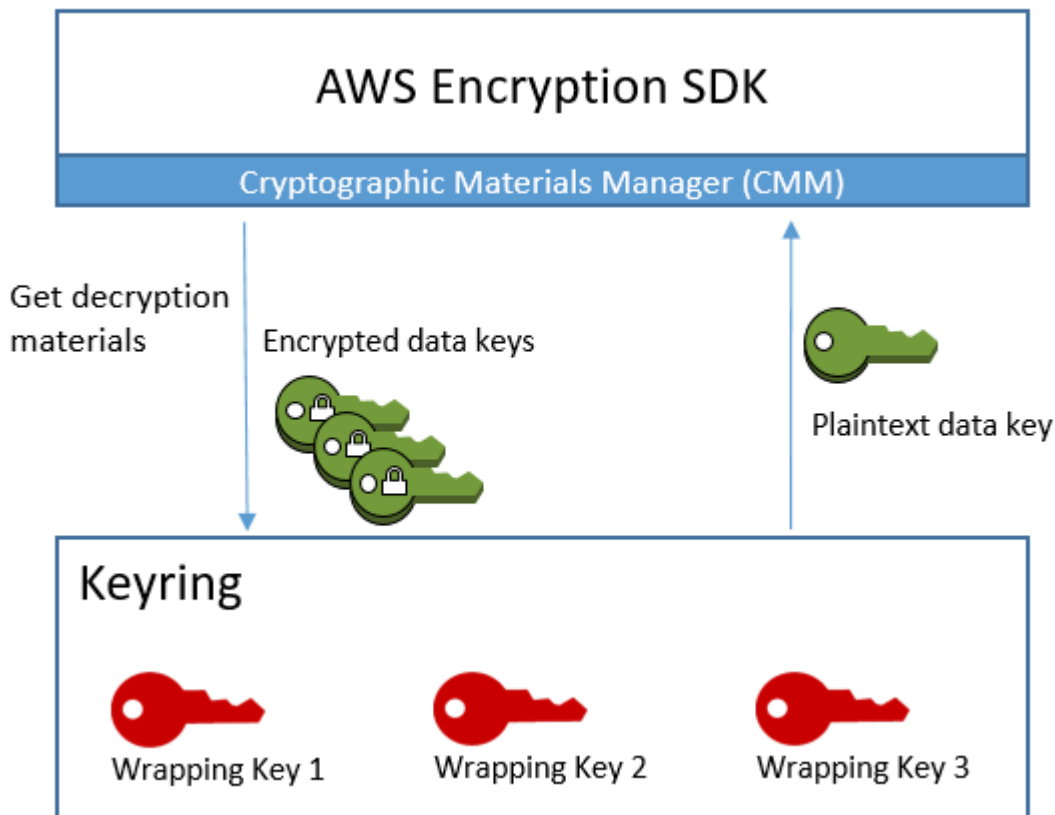 AWS Encryption SDK
Cryptographic Materials Manager (CMM)
Get decryption
materials
Encrypted data keys
Plaintext data key
Keyring
Wrapping Key 1
Wrapping Key 2
Wrapping Key 3